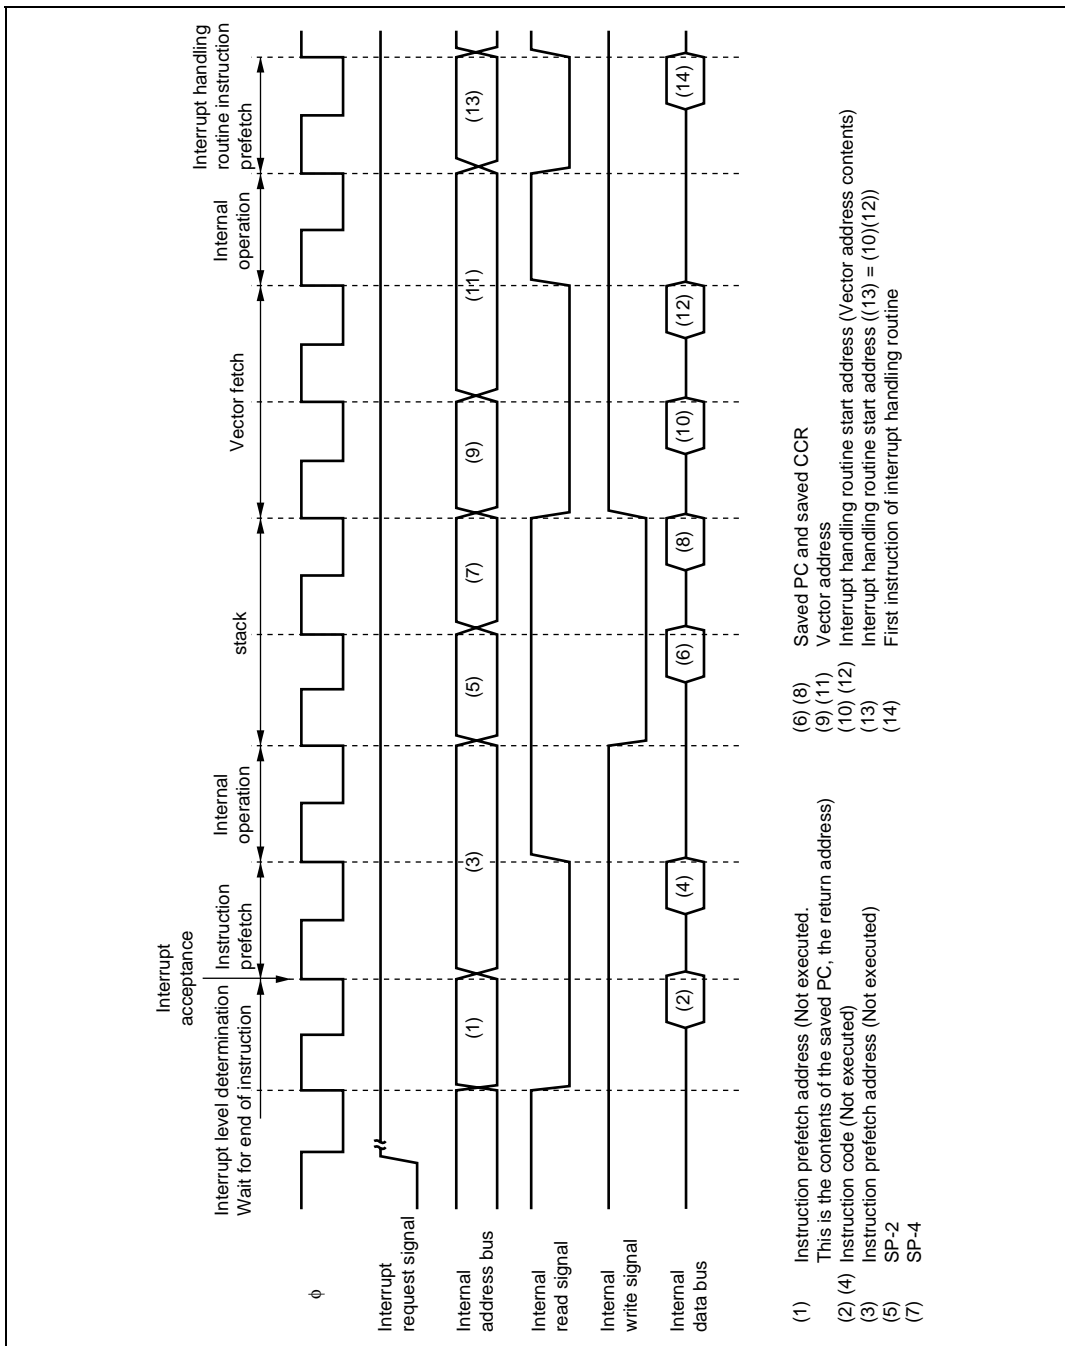 Interrupt level determination
Wait for end of instruction
Interrupt
acceptance
Instruction
prefetch
Internal
operation
stack
Vector fetch
Internal
operation
Interrupt handling
routine instruction
prefetch
φ
Interrupt
request signal
Internal
address bus
(1)
(3)
(5)
(7)
(9)
(11)
(13)
Internal
read signal
Internal
write signal
Internal
data bus
(2)
(4)
(6)
(8)
(10)
(12)
(14)
(1) Instruction prefetch address (Not executed.
This is the contents of the saved PC, the return address)
(2) (4) Instruction code (Not executed)
(3) Instruction prefetch address (Not executed)
(5) SP-2
(7) SP-4
(6) (8) Saved PC and saved CCR
(9) (11) Vector address
(10) (12) Interrupt handling routine start address (Vector address contents)
(13) Interrupt handling routine start address ((13) = (10)(12))
(14) First instruction of interrupt handling routine